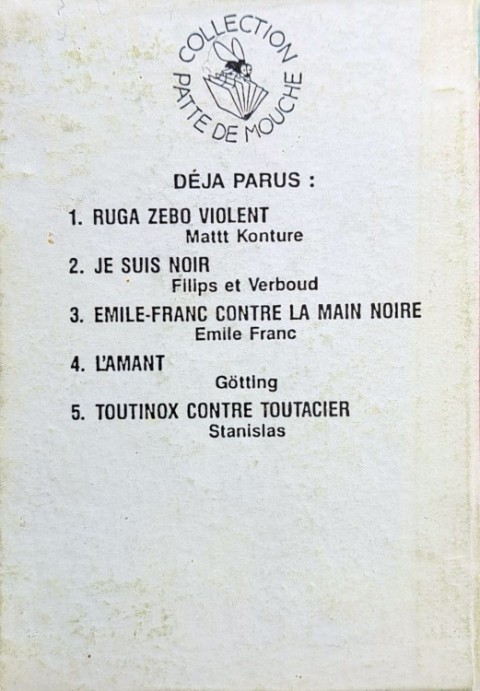 COLLECTION
PATTE DE MOUCHE
DÉJA PARUS :
1. RUGA ZEBO VIOLENT
Mattt Konture
2. JE SUIS NOIR
Filips et Verboud
3. EMILE-FRANC CONTRE LA MAIN NOIRE
Emile Franc
4. L'AMANT
Götting
5. TOUTINOX CONTRE TOUTACIER
Stanislas